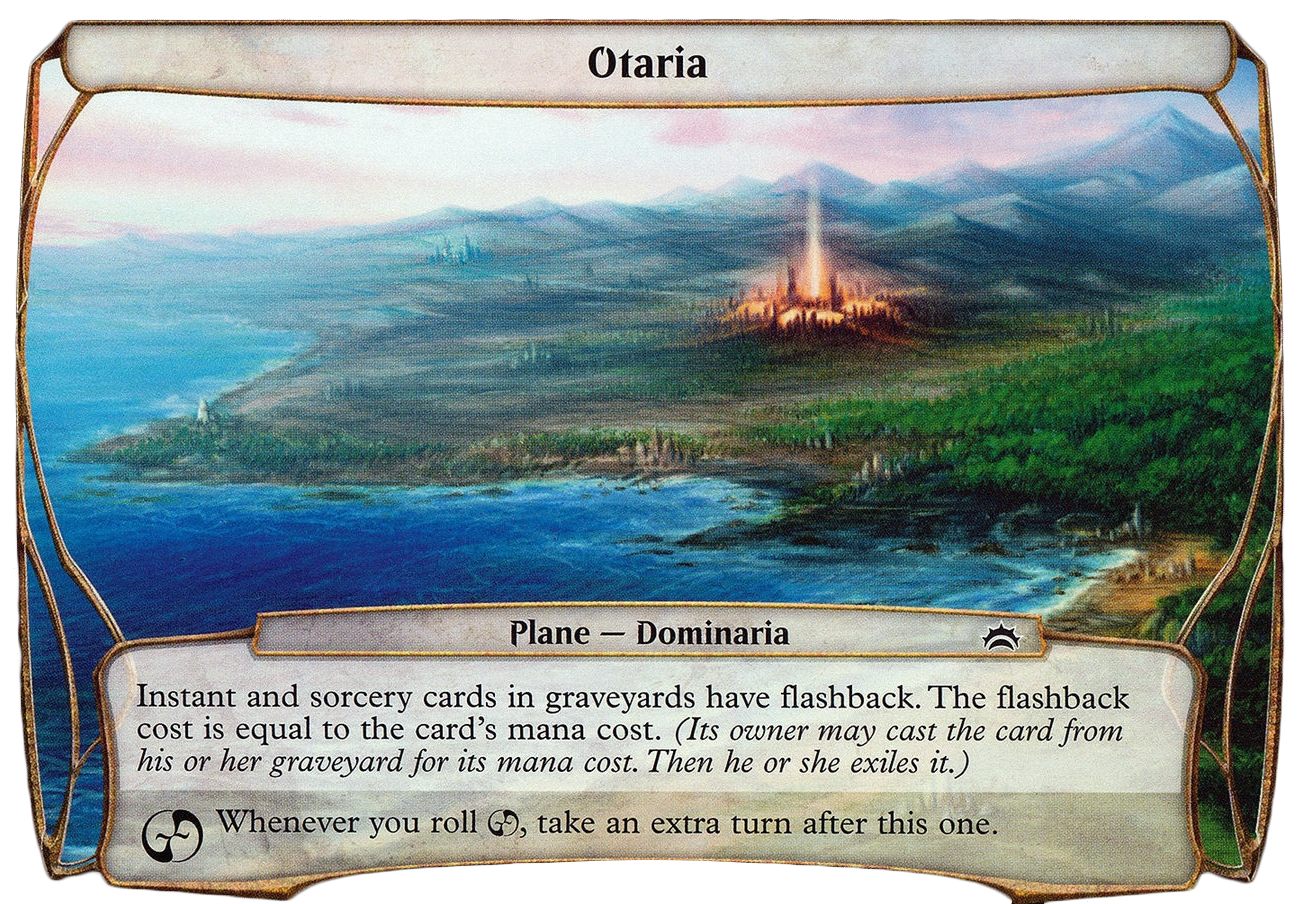 Otaria
Plane — Dominaria
Instant and sorcery cards in graveyards have flashback. The flashback
cost is equal to the card's mana cost. (Its owner may cast the card from
his or her graveyard for its mana cost. Then he or she exiles it.)
Whenever you roll , take an extra turn after this one.